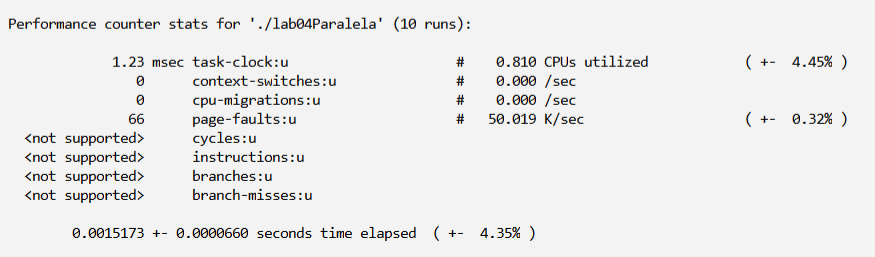 Performance counter stats for './lab04Paralela' (10 runs):
1.23 msec task-clock:u # 0.810 CPUs utilized ( +- 4.45% )
0 context-switches:u # 0.000 /sec
0 cpu-migrations:u # 0.000 /sec
66 page-faults:u # 50.019 K/sec ( +- 0.32% )
<not supported> cycles:u
<not supported> instructions:u
<not supported> branches:u
<not supported> branch-misses:u
0.0015173 +- 0.0000660 seconds time elapsed ( +- 4.35% )